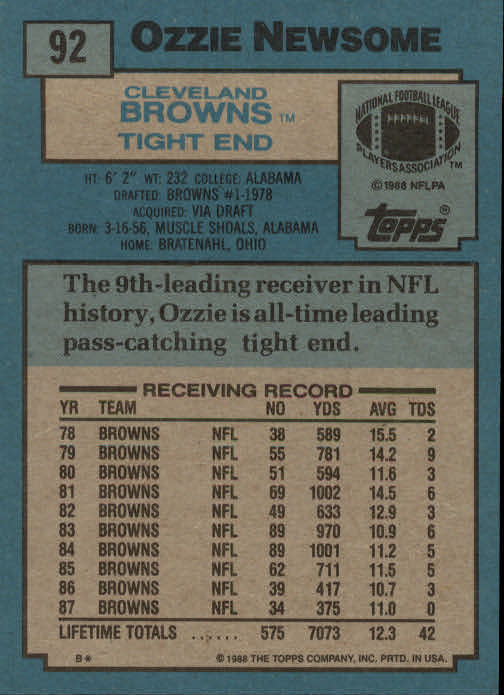 92
OZZIE NEWSOME
CLEVELAND
BROWNS™
TIGHT END
NATIONAL FOOTBALL LEAGUE
PLAYERS ASSOCIATION™
© 1988 NFLPA
topps®
HT: 6' 2" WT: 232 COLLEGE: ALABAMA
DRAFTED: BROWNS #1-1978
ACQUIRED: VIA DRAFT
BORN: 3-16-56, MUSCLE SHOALS, ALABAMA
HOME: BRATENAHL, OHIO
The 9th-leading receiver in NFL
history, Ozzie is all-time leading
pass-catching tight end.
RECEIVING RECORD
YR TEAM NO YDS AVG TDS
78 BROWNS NFL 38 589 15.5 2
79 BROWNS NFL 55 781 14.2 9
80 BROWNS NFL 51 594 11.6 3
81 BROWNS NFL 69 1002 14.5 6
82 BROWNS NFL 49 633 12.9 3
83 BROWNS NFL 89 970 10.9 6
84 BROWNS NFL 89 1001 11.2 5
85 BROWNS NFL 62 711 11.5 5
86 BROWNS NFL 39 417 10.7 3
87 BROWNS NFL 34 375 11.0 0
LIFETIME TOTALS ...... 575 7073 12.3 42
B* © 1988 THE TOPPS COMPANY, INC. PRTD. IN U.S.A.